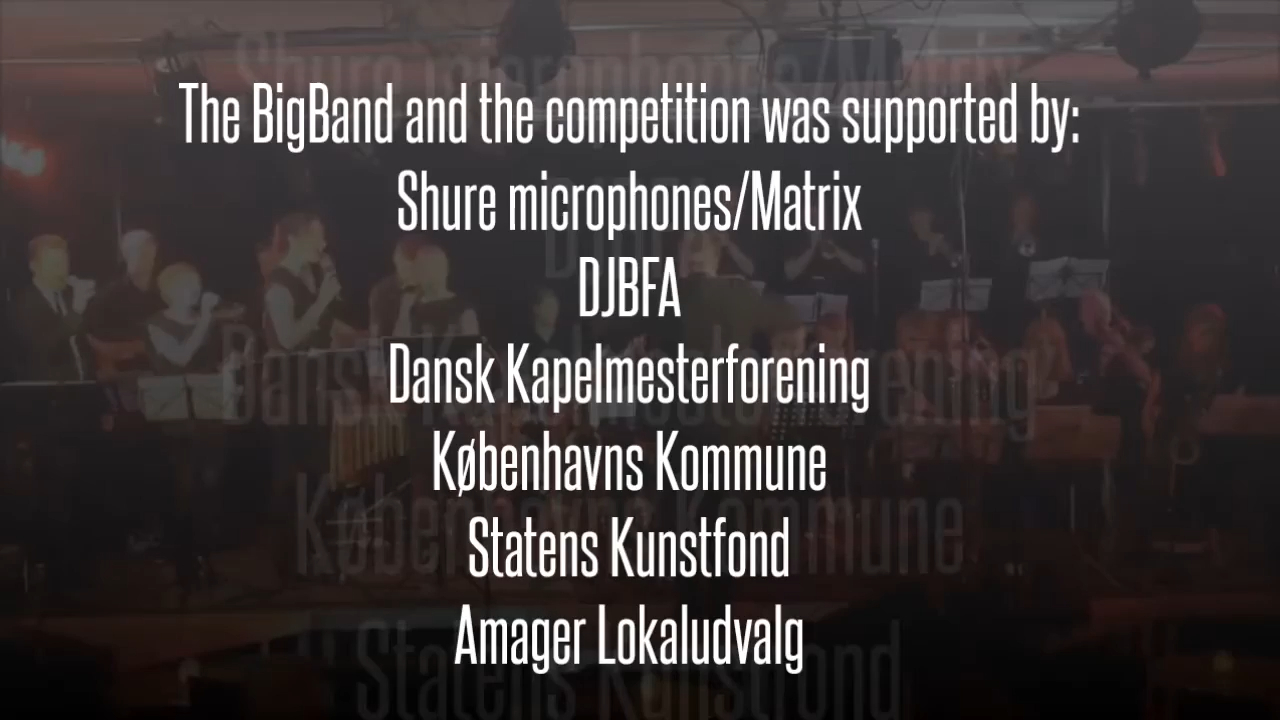 The BigBand and the competition was supported by:
Shure microphones/Matrix
DJBFA
Dansk Kapelmesterforening
Københavns Kommune
Statens Kunstfond
Amager Lokaludvalg